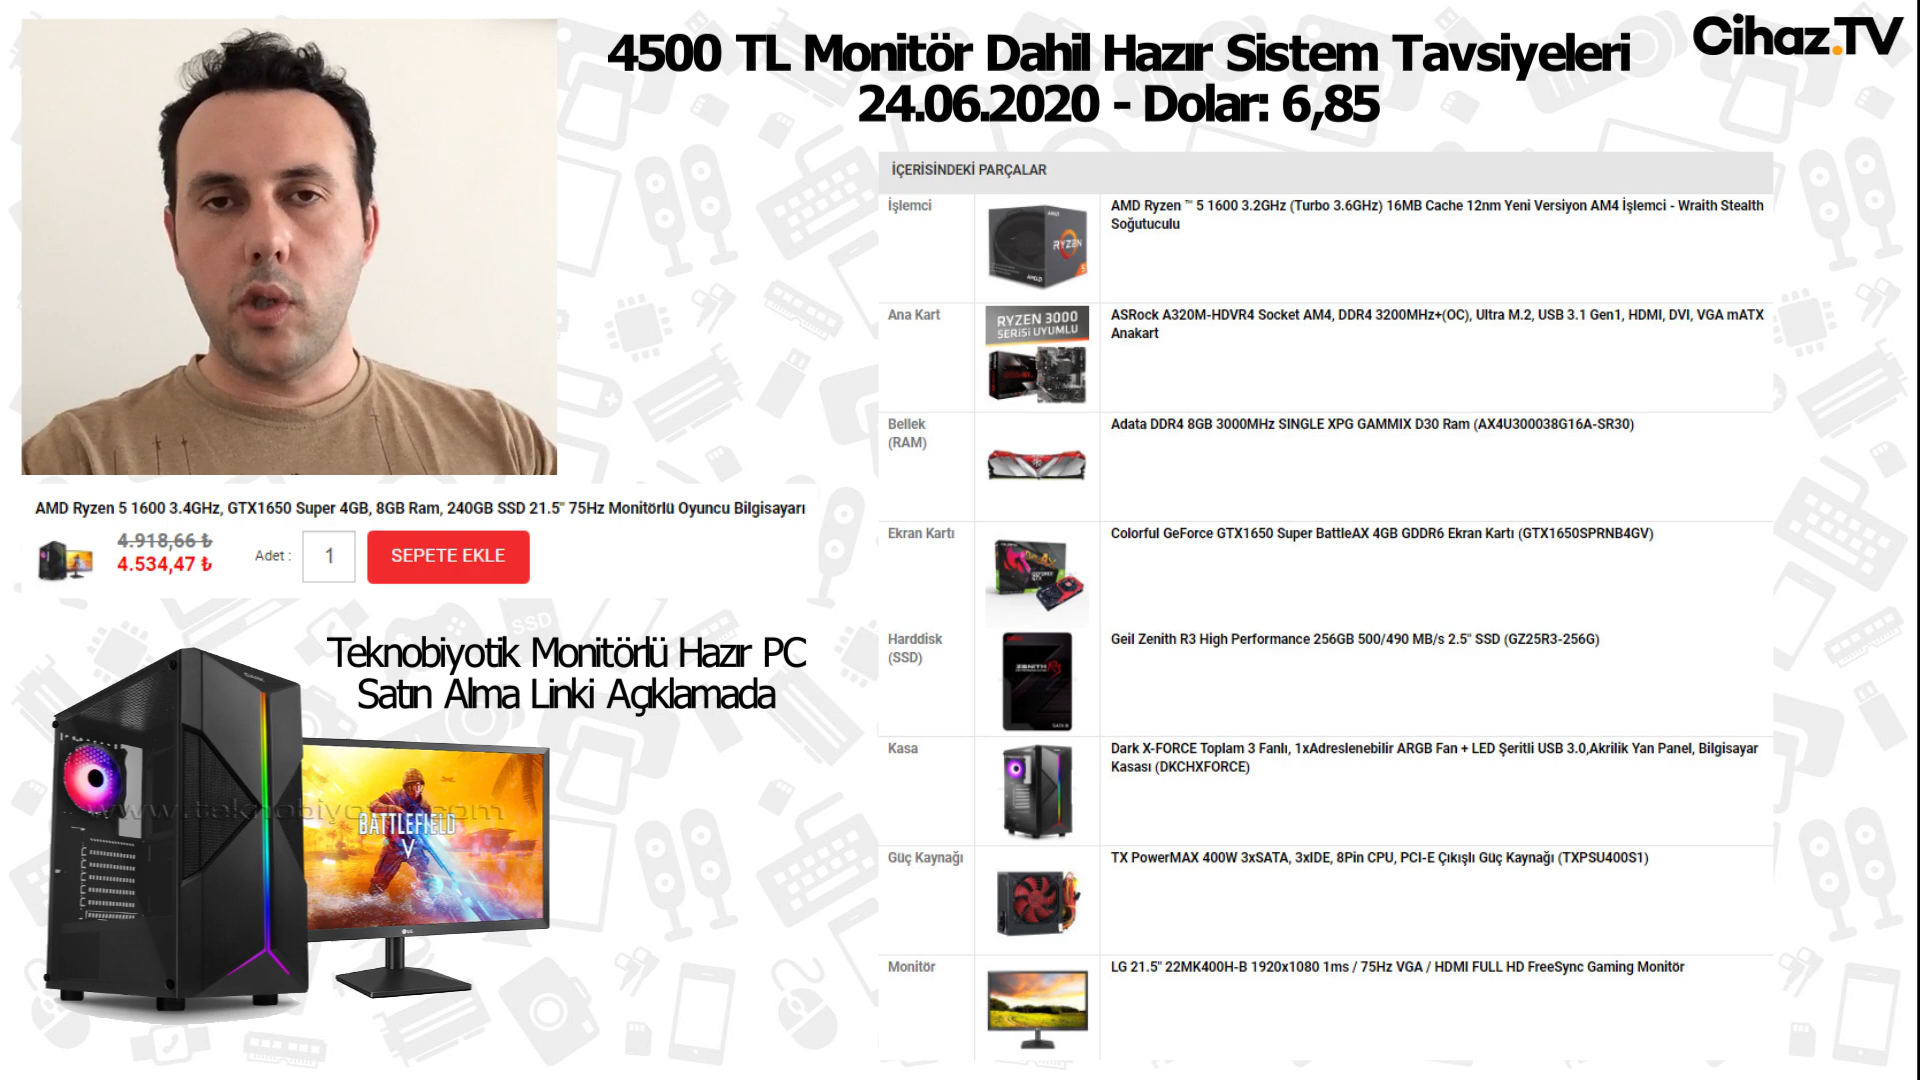 4500 TL Monitör Dahil Hazır Sistem Tavsiyeleri
24.06.2020 - Dolar: 6,85
Cihaz.TV
AMD Ryzen 5 1600 3.4GHz, GTX1650 Super 4GB, 8GB Ram, 240GB SSD 21.5" 75Hz Monitörlü Oyuncu Bilgisayarı
4.918,66 ₺
4.534,47 ₺
Adet :
1
SEPETE EKLE
Teknobiyotik Monitörlü Hazır PC
Satın Alma Linki Açıklamada
BATTLEFIELD
V
İÇERİSİNDEKİ PARÇALAR
İşlemci
AMD Ryzen ™ 5 1600 3.2GHz (Turbo 3.6GHz) 16MB Cache 12nm Yeni Versiyon AM4 İşlemci - Wraith Stealth
Soğutuculu
RYZEN
Ana Kart
RYZEN 3000
SERİSİ UYUMLU
ASRock A320M-HDVR4 Socket AM4, DDR4 3200MHz+(OC), Ultra M.2, USB 3.1 Gen1, HDMI, DVI, VGA mATX
Anakart
Bellek
(RAM)
Adata DDR4 8GB 3000MHz SINGLE XPG GAMMIX D30 Ram (AX4U300038G16A-SR30)
Ekran Kartı
Colorful GeForce GTX1650 Super BattleAX 4GB GDDR6 Ekran Kartı (GTX1650SPRNB4GV)
Harddisk
(SSD)
ZENITH R3
Geil Zenith R3 High Performance 256GB 500/490 MB/s 2.5" SSD (GZ25R3-256G)
Kasa
Dark X-FORCE Toplam 3 Fanlı, 1xAdreslenebilir ARGB Fan + LED Şeritli USB 3.0,Akrilik Yan Panel, Bilgisayar
Kasası (DKCHXFORCE)
Güç Kaynağı
TX PowerMAX 400W 3xSATA, 3xIDE, 8Pin CPU, PCI-E Çıkışlı Güç Kaynağı (TXPSU400S1)
Monitör
LG 21.5" 22MK400H-B 1920x1080 1ms / 75Hz VGA / HDMI FULL HD FreeSync Gaming Monitör